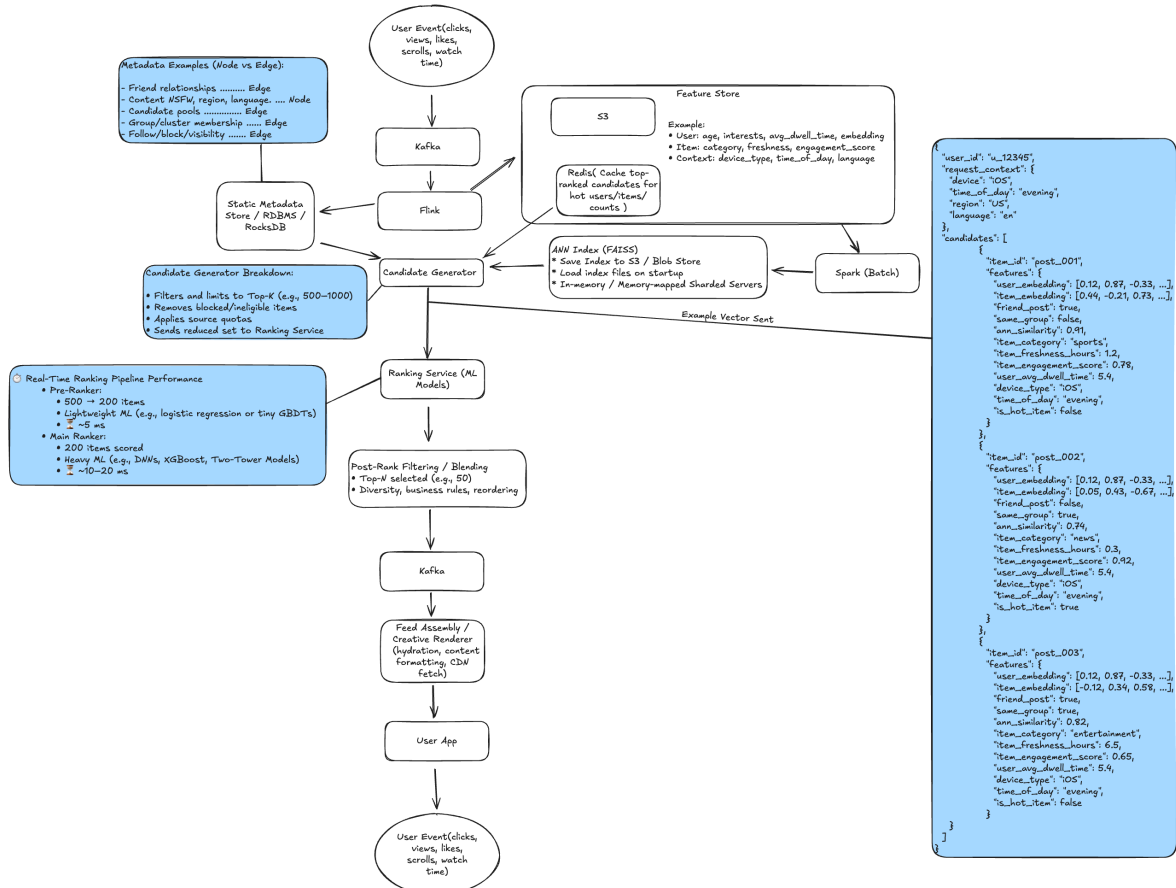 User Event(clicks,
views, likes,
scrolls, watch
time)
Metadata Examples (Node vs Edge):
- Friend relationships .......... Edge
- Content NSFW, region, language. .... Node
- Candidate pools .............. Edge
- Group/cluster membership ...... Edge
- Follow/block/visibility ....... Edge
Kafka
Flink
Static Metadata
Store / RDBMS /
RocksDB
Feature Store
S3
Example:
• User: age, interests, avg_dwell_time, embedding
• Item: category, freshness, engagement_score
• Context: device_type, time_of_day, language
Redis( Cache top-
ranked candidates for
hot users/items/
counts )
Candidate Generator
ANN Index (FAISS)
* Save Index to S3 / Blob Store
* Load index files on startup
* In-memory / Memory-mapped Sharded Servers
Spark (Batch)
Candidate Generator Breakdown:
• Filters and limits to Top-K (e.g., 500–1000)
• Removes blocked/ineligible items
• Applies source quotas
• Sends reduced set to Ranking Service
Example Vector Sent
Ranking Service (ML
Models)
⏱️ Real-Time Ranking Pipeline Performance
• Pre-Ranker:
• 500 → 200 items
• Lightweight ML (e.g., logistic regression or tiny GBDTs)
• ⏳ ~5 ms
• Main Ranker:
• 200 items scored
• Heavy ML (e.g., DNNs, XGBoost, Two-Tower Models)
• ⏳ ~10–20 ms
Post-Rank Filtering / Blending
• Top-N selected (e.g., 50)
• Diversity, business rules, reordering
Kafka
Feed Assembly /
Creative Renderer
(hydration, content
formatting, CDN
fetch)
User App
User Event(clicks,
views, likes,
scrolls, watch
time)
{
"user_id": "u_12345",
"request_context": {
"device": "iOS",
"time_of_day": "evening",
"region": "US",
"language": "en"
},
"candidates": [
{
"item_id": "post_001",
"features": {
"user_embedding": [0.12, 0.87, -0.33, ...],
"item_embedding": [0.44, -0.21, 0.73, ...],
"friend_post": true,
"same_group": false,
"ann_similarity": 0.91,
"item_category": "sports",
"item_freshness_hours": 1.2,
"item_engagement_score": 0.78,
"user_avg_dwell_time": 5.4,
"device_type": "iOS",
"time_of_day": "evening",
"is_hot_item": false
}
},
{
"item_id": "post_002",
"features": {
"user_embedding": [0.12, 0.87, -0.33, ...],
"item_embedding": [0.05, 0.43, -0.67, ...],
"friend_post": false,
"same_group": true,
"ann_similarity": 0.74,
"item_category": "news",
"item_freshness_hours": 0.3,
"item_engagement_score": 0.92,
"user_avg_dwell_time": 5.4,
"device_type": "iOS",
"time_of_day": "evening",
"is_hot_item": true
}
},
{
"item_id": "post_003",
"features": {
"user_embedding": [0.12, 0.87, -0.33, ...],
"item_embedding": [-0.12, 0.34, 0.58, ...],
"friend_post": true,
"same_group": true,
"ann_similarity": 0.82,
"item_category": "entertainment",
"item_freshness_hours": 6.5,
"item_engagement_score": 0.65,
"user_avg_dwell_time": 5.4,
"device_type": "iOS",
"time_of_day": "evening",
"is_hot_item": false
}
}
]
}